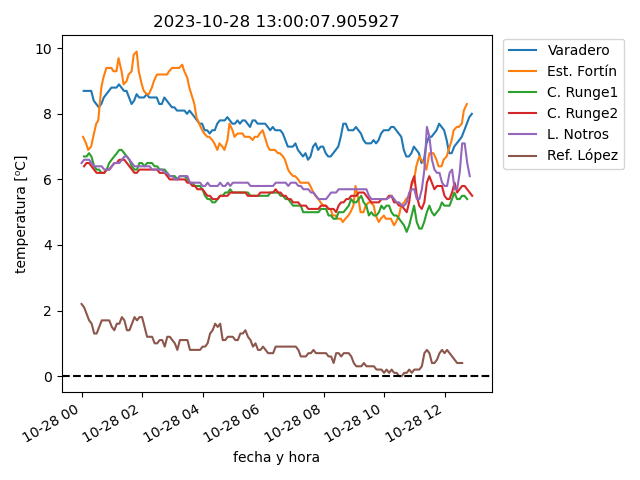 2023-10-28 13:00:07.905927
temperatura [ºC]
10
8
6
4
2
0
10-28 00
10-28 02
10-28 04
10-28 06
10-28 08
10-28 10
10-28 12
fecha y hora
Varadero
Est. Fortín
C. Runge1
C. Runge2
L. Notros
Ref. López